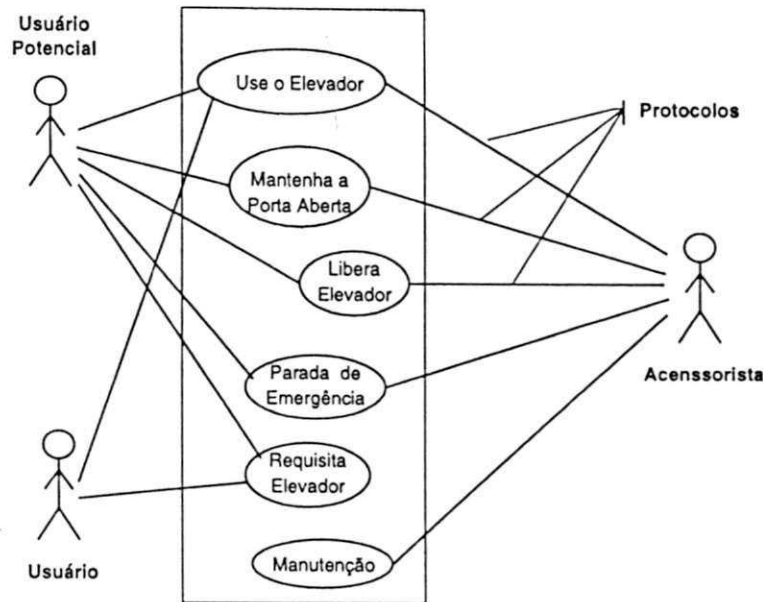 Usuário
Potencial
Use o Elevador
Protocolos
Mantenha a
Porta Aberta
Libera
Elevador
Acenssorista
Parada de
Emergência
Requisita
Elevador
Usuário
Manutenção